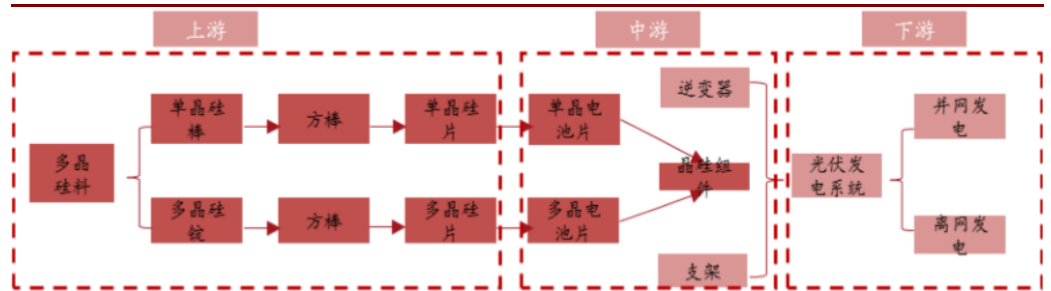 上游
中游
下游
逆变器
单晶硅
棒
方棒
单晶硅
片
单晶电
池片
并网发
电
多晶
硅料
晶硅组
件
光伏发
电系统
多晶硅
锭
方棒
多晶硅
片
多晶电
池片
离网发
电
支架